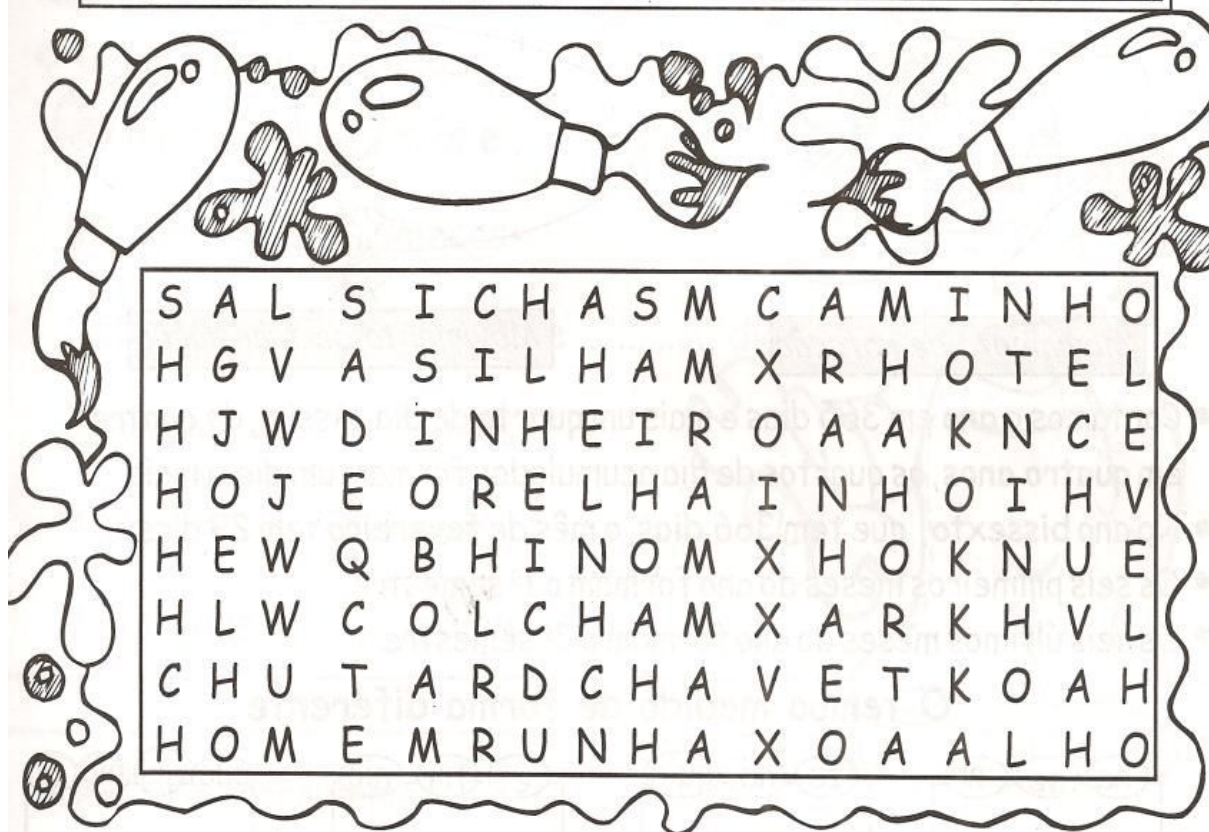 S A L S I C H A S M C A M I N H O
H G V A S I L H A M X R H O T E L
H J W D I N H E I R O A A K N C E
H O J E O R E L H A I N H O I H V
H E W Q B H I N O M X H O K N U E
H L W C O L C H A M X A R K H V L
C H U T A R D C H A V E T K O A H
H O M E M R U N H A X O A A L H O